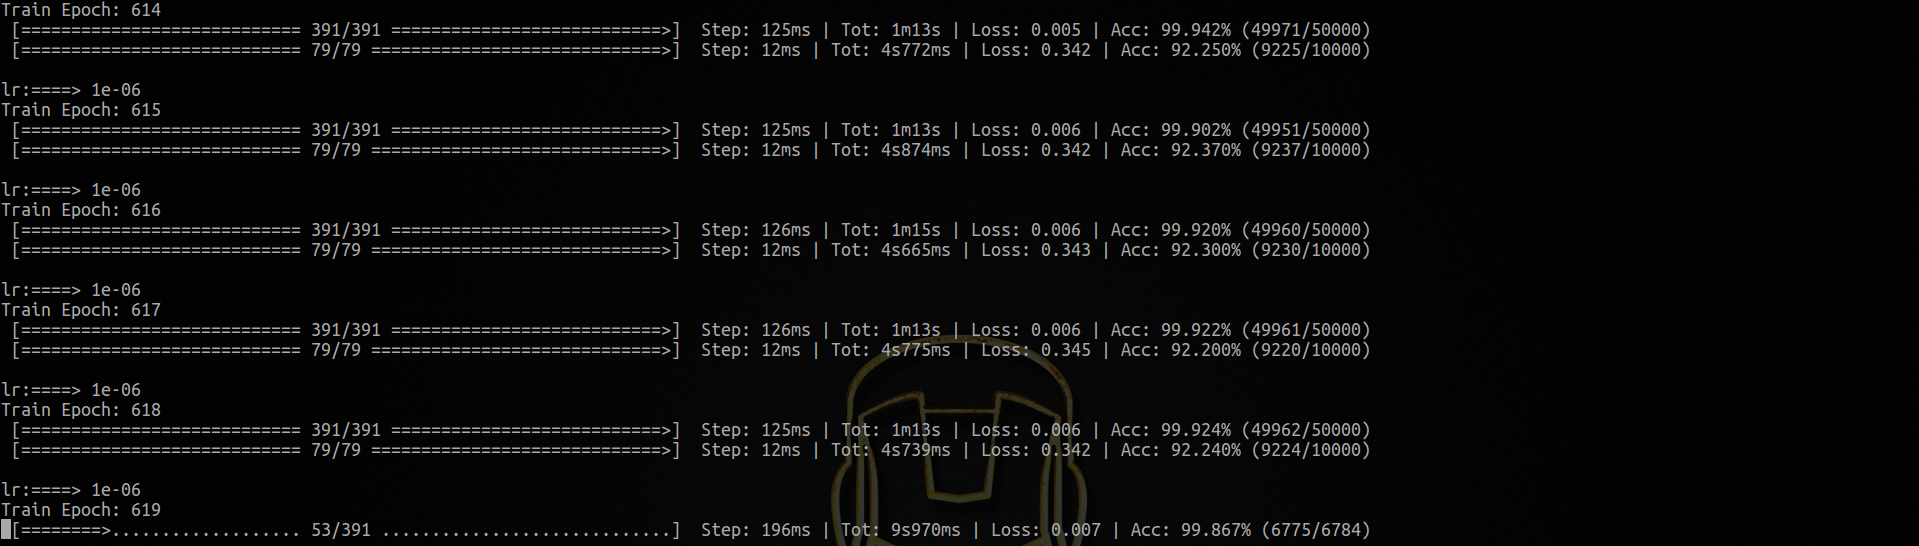 Train Epoch: 614
[============================ 391/391 ===========================>]  Step: 125ms | Tot: 1m13s | Loss: 0.005 | Acc: 99.942% (49971/50000)
[============================ 79/79 =============================>]  Step: 12ms | Tot: 4s772ms | Loss: 0.342 | Acc: 92.250% (9225/10000)
lr:====> 1e-06
Train Epoch: 615
[============================ 391/391 ===========================>]  Step: 125ms | Tot: 1m13s | Loss: 0.006 | Acc: 99.902% (49951/50000)
[============================ 79/79 =============================>]  Step: 12ms | Tot: 4s874ms | Loss: 0.342 | Acc: 92.370% (9237/10000)
lr:====> 1e-06
Train Epoch: 616
[============================ 391/391 ===========================>]  Step: 126ms | Tot: 1m15s | Loss: 0.006 | Acc: 99.920% (49960/50000)
[============================ 79/79 =============================>]  Step: 12ms | Tot: 4s665ms | Loss: 0.343 | Acc: 92.300% (9230/10000)
lr:====> 1e-06
Train Epoch: 617
[============================ 391/391 ===========================>]  Step: 126ms | Tot: 1m13s | Loss: 0.006 | Acc: 99.922% (49961/50000)
[============================ 79/79 =============================>]  Step: 12ms | Tot: 4s775ms | Loss: 0.345 | Acc: 92.200% (9220/10000)
lr:====> 1e-06
Train Epoch: 618
[============================ 391/391 ===========================>]  Step: 125ms | Tot: 1m13s | Loss: 0.006 | Acc: 99.924% (49962/50000)
[============================ 79/79 =============================>]  Step: 12ms | Tot: 4s739ms | Loss: 0.342 | Acc: 92.240% (9224/10000)
lr:====> 1e-06
Train Epoch: 619
[========>................... 53/391 .............................]  Step: 196ms | Tot: 9s970ms | Loss: 0.007 | Acc: 99.867% (6775/6784)